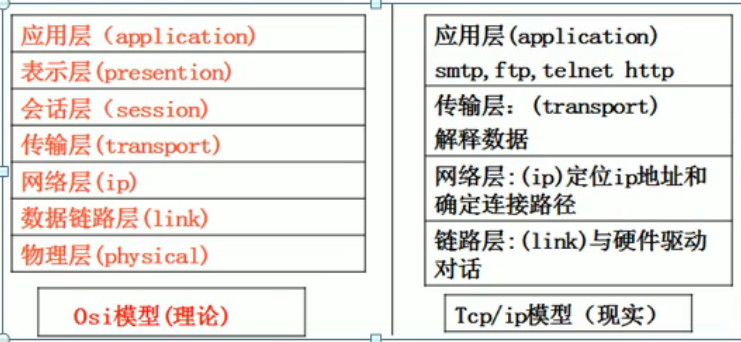 应用层（application)
表示层(presention)
会话层（session)
传输层(transport)
网络层(ip)
数据链路层(link)
物理层(physical)
Osi模型(理论)
应用层(application)
smtp,ftp,telnet http
传输层：(transport)
解释数据
网络层:(ip)定位ip地址和
确定连接路径
链路层:(link)与硬件驱动
对话
Tcp/ip模型（现实）